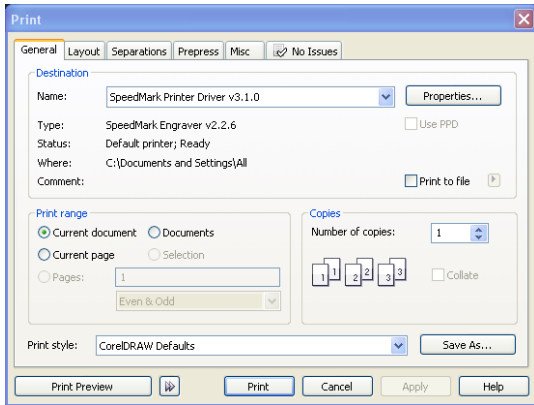 Print
General Layout Separations Prepress Misc No Issues
Destination
Name: SpeedMark Printer Driver v3.1.0 Properties...
Type: SpeedMark Engraver v2.2.6 Use PPD
Status: Default printer; Ready
Where: C:\Documents and Settings\All
Comment: Print to file
Print range
Current document Documents
Current page Selection
Pages: 1
Even & Odd
Copies
Number of copies: 1
1 1 2 2 3 3 Collate
Print style: CorelDRAW Defaults Save As...
Print Preview Print Cancel Apply Help